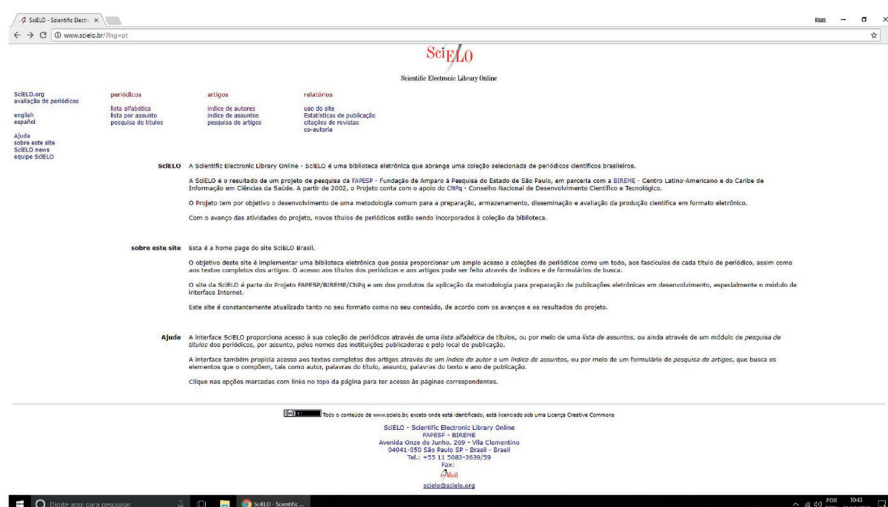 SciELO - Scientific Electr
www.scielo.br/?lng=pt
SciELO
Scientific Electronic Library Online
SciELO.org
avaliação de periódicos
english
español
Ajuda
sobre este site
SciELO news
equipe SciELO
periódicos
lista alfabética
lista por assunto
pesquisa de títulos
artigos
índice de autores
índice de assuntos
pesquisa de artigos
relatórios
uso do site
Estatísticas de publicação
citações de revistas
co-autoria
SciELO A Scientific Electronic Library Online - SciELO é uma biblioteca eletrônica que abrange uma coleção selecionada de periódicos científicos brasileiros.
A SciELO é o resultado de um projeto de pesquisa da FAPESP - Fundação de Amparo à Pesquisa do Estado de São Paulo, em parceria com a BIREME - Centro Latino-Americano e do Caribe de
Informação em Ciências da Saúde. A partir de 2002, o Projeto conta com o apoio do CNPq - Conselho Nacional de Desenvolvimento Científico e Tecnológico.
O Projeto tem por objetivo o desenvolvimento de uma metodologia comum para a preparação, armazenamento, disseminação e avaliação da produção científica em formato eletrônico.
Com o avanço das atividades do projeto, novos títulos de periódicos estão sendo incorporados à coleção da biblioteca.
sobre este site Esta é a home page do site SciELO Brasil.
O objetivo deste site é implementar uma biblioteca eletrônica que possa proporcionar um amplo acesso a coleções de periódicos como um todo, aos fascículos de cada título de periódico, assim como
aos textos completos dos artigos. O acesso aos títulos dos periódicos e aos artigos pode ser feito através de índices e de formulários de busca.
O site da SciELO é parte do Projeto FAPESP/BIREME/CNPq e um dos produtos da aplicação da metodologia para preparação de publicações eletrônicas em desenvolvimento, especialmente o módulo de
interface Internet.
Este site é constantemente atualizado tanto no seu formato como no seu conteúdo, de acordo com os avanços e os resultados do projeto.
Ajuda A interface SciELO proporciona acesso à sua coleção de periódicos através de uma lista alfabética de títulos, ou por meio de uma lista de assuntos, ou ainda através de um módulo de pesquisa de
títulos dos periódicos, por assunto, pelos nomes das instituições publicadoras e pelo local de publicação.
A interface também propicia acesso aos textos completos dos artigos através de um índice de autor e um índice de assuntos, ou por meio de um formulário de pesquisa de artigos, que busca os
elementos que o compõem, tais como autor, palavras do título, assunto, palavras do texto e ano de publicação.
Clique nas opções marcadas com links no topo da página para ter acesso às páginas correspondentes.
Todo o conteúdo de www.scielo.br, exceto onde está identificado, está licenciado sob uma Licença Creative Commons
SciELO - Scientific Electronic Library Online
FAPESP - BIREME
Avenida Onze de Junho, 269 - Vila Clementino
04041-050 São Paulo SP - Brasil - Brasil
Tel.: +55 11 5083-3639/59
Fax:
eMail
scielo@scielo.org
Digite aqui para pesquisar
SciELO - Scientific ...
POR
10:43